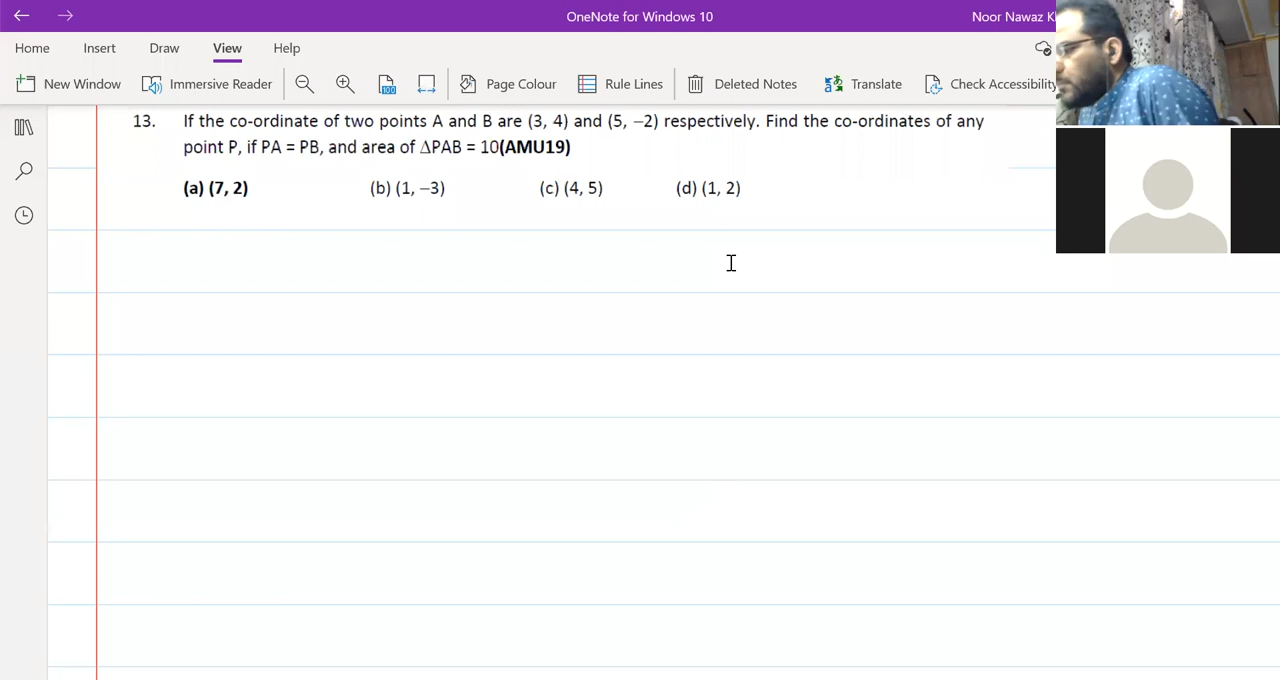 OneNote for Windows 10
Noor Nawaz K
Home Insert Draw View Help
New Window Immersive Reader 100 Page Colour Rule Lines Deleted Notes Translate Check Accessibility
13. If the co-ordinate of two points A and B are (3, 4) and (5, −2) respectively. Find the co-ordinates of any
point P, if PA = PB, and area of ΔPAB = 10(AMU19)
(a) (7, 2) (b) (1, −3) (c) (4, 5) (d) (1, 2)